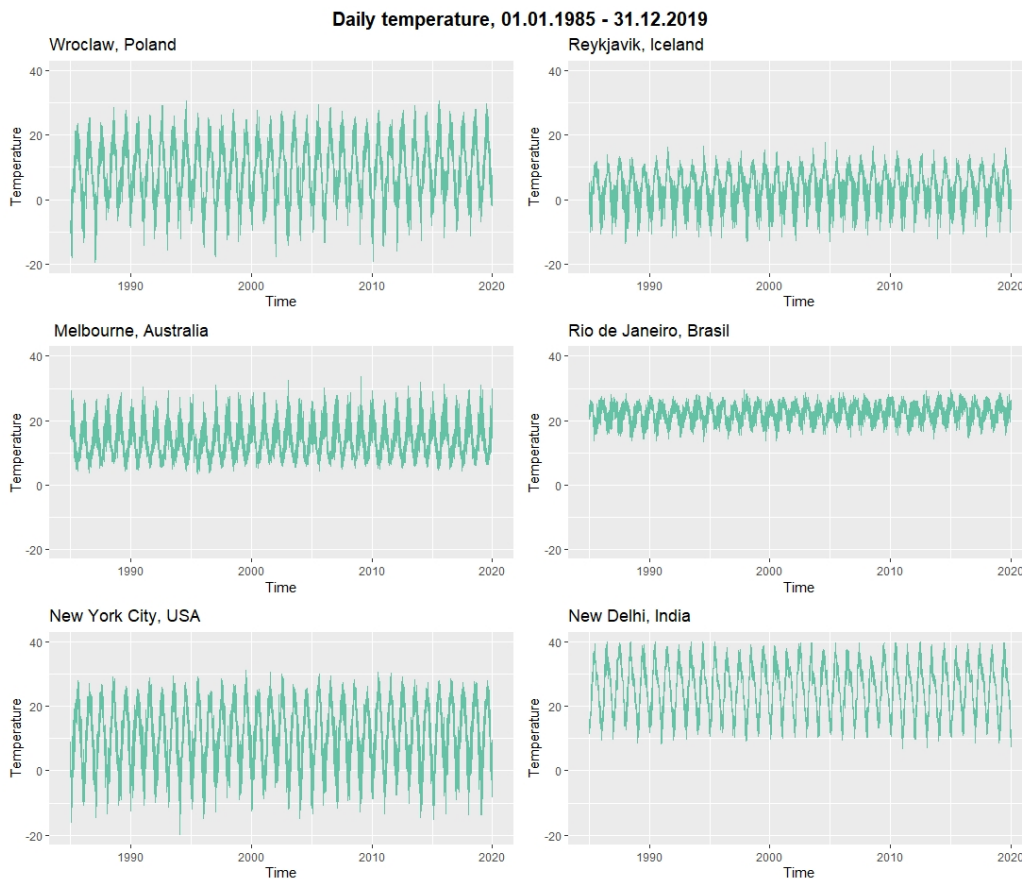 Daily temperature, 01.01.1985 - 31.12.2019
Wroclaw, Poland
40
20
0
-20
Temperature
1990 2000 2010 2020
Time
Reykjavik, Iceland
40
20
0
-20
Temperature
1990 2000 2010 2020
Time
Melbourne, Australia
40
20
0
-20
Temperature
1990 2000 2010 2020
Time
Rio de Janeiro, Brasil
40
20
0
-20
Temperature
1990 2000 2010 2020
Time
New York City, USA
40
20
0
-20
Temperature
1990 2000 2010 2020
Time
New Delhi, India
40
20
0
-20
Temperature
1990 2000 2010 2020
Time